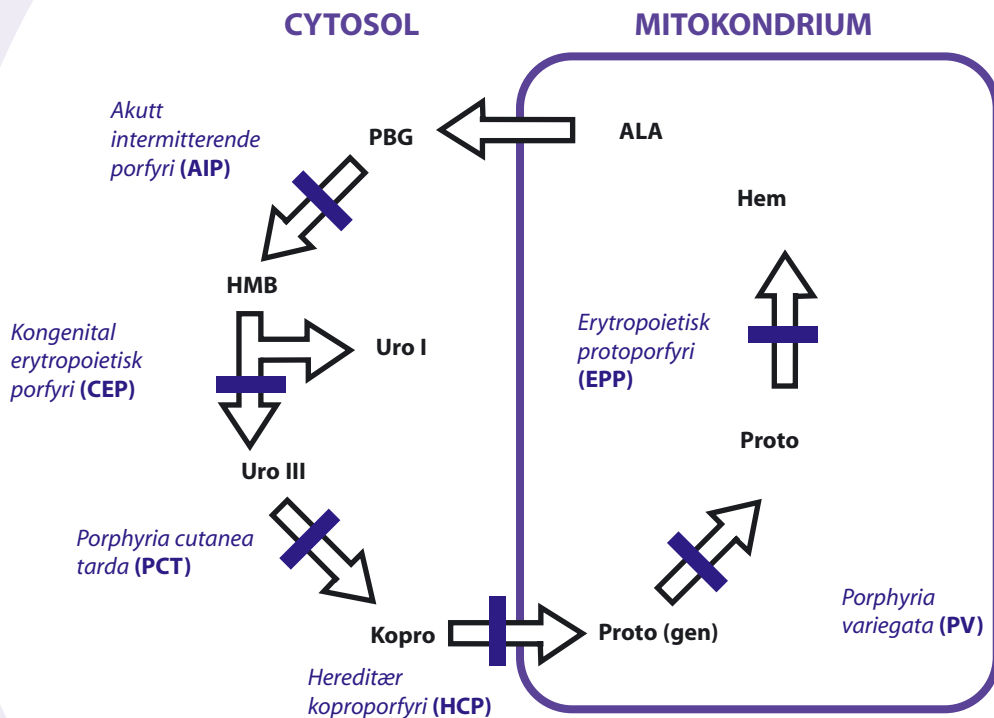 CYTOSOL
MITOKONDRIUM
Akutt
intermitterende
porfyri (AIP)
PBG
ALA
Hem
HMB
Kongenital
erytropoietisk
porfyri (CEP)
Uro I
Erytropoietisk
protoporfyri
(EPP)
Proto
Uro III
Porphyria cutanea
tarda (PCT)
Kopro
Proto (gen)
Porphyria
variegata (PV)
Hereditær
koproporfyri (HCP)